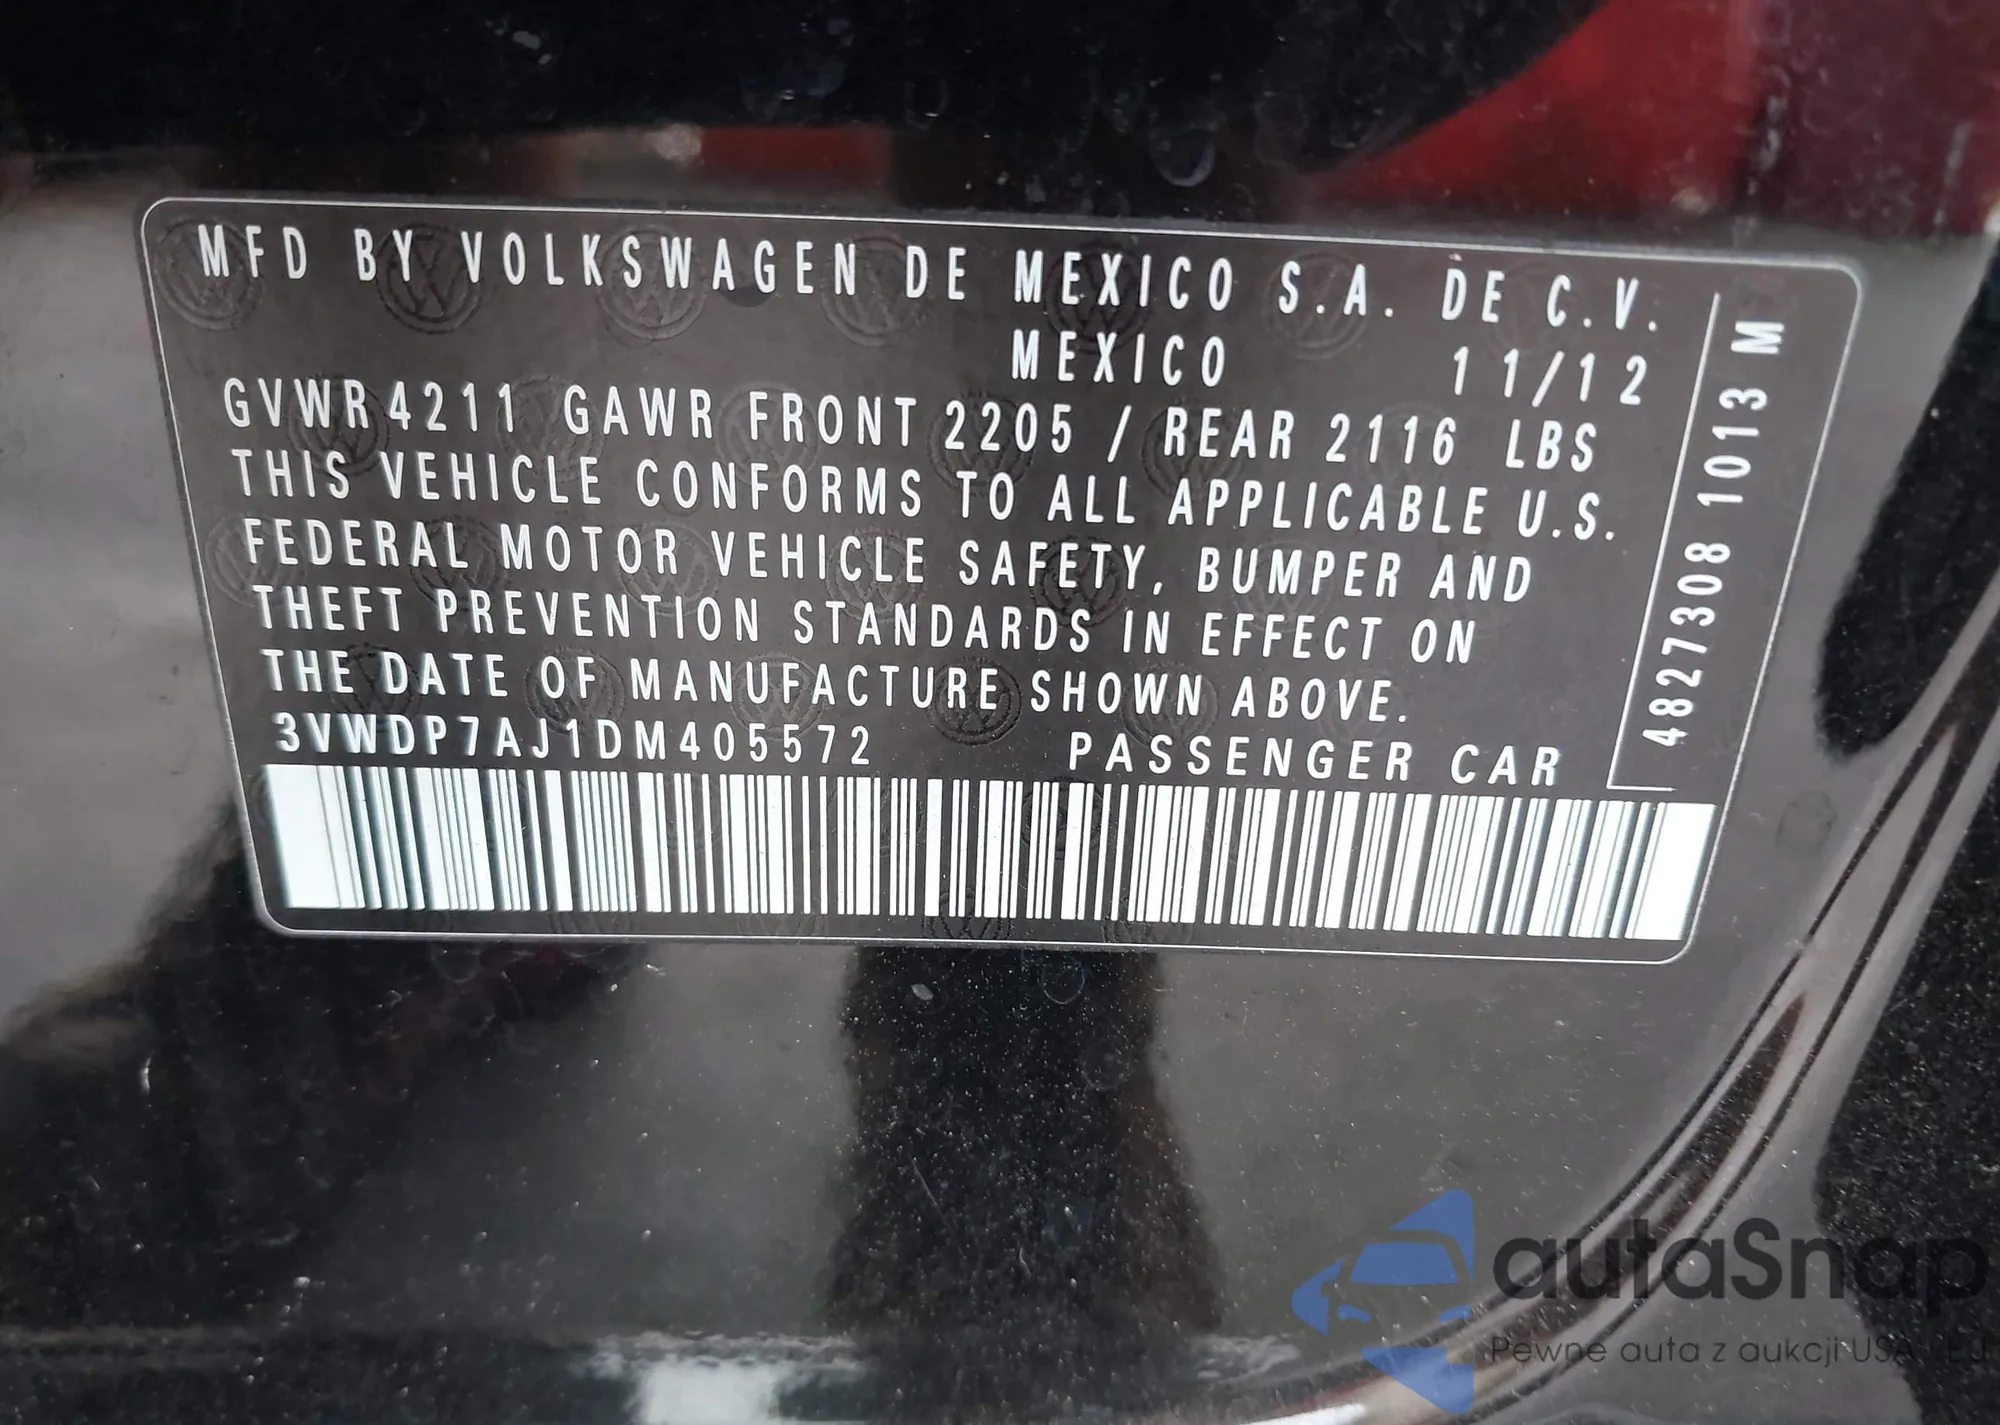 MFD BY VOLKSWAGEN DE MEXICO S.A. DE C.V.
MEXICO 11/12
GVWR 4211 GAWR FRONT 2205 / REAR 2116 LBS
THIS VEHICLE CONFORMS TO ALL APPLICABLE U.S.
FEDERAL MOTOR VEHICLE SAFETY, BUMPER AND
THEFT PREVENTION STANDARDS IN EFFECT ON
THE DATE OF MANUFACTURE SHOWN ABOVE.
3VWDP7AJ1DM405572 PASSENGER CAR
4827308 1013 M
autaSnap
Pewne auta z aukcji USA i EU